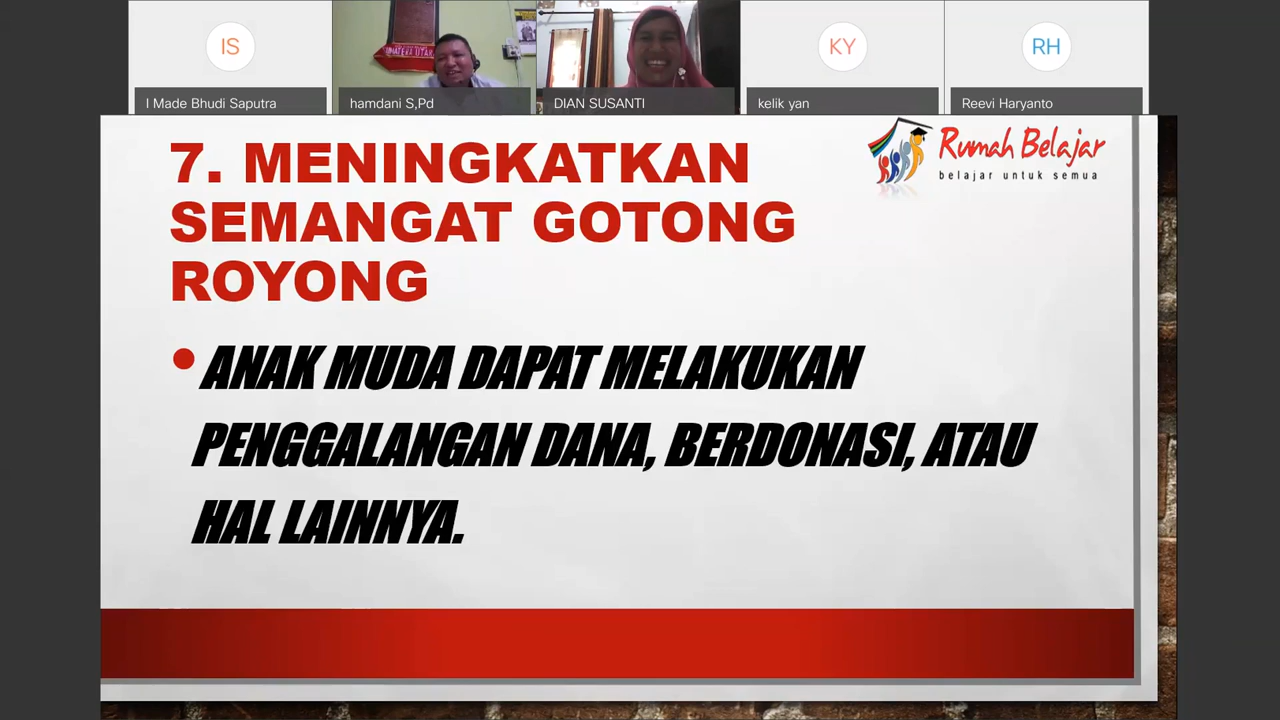 IS
KY
RH
I Made Bhudi Saputra
hamdani S,Pd
DIAN SUSANTI
kelik yan
Reevi Haryanto
Rumah Belajar
belajar untuk semua
7. MENINGKATKAN
SEMANGAT GOTONG
ROYONG
• ANAK MUDA DAPAT MELAKUKAN
PENGGALANGAN DANA, BERDONASI, ATAU
HAL LAINNYA.